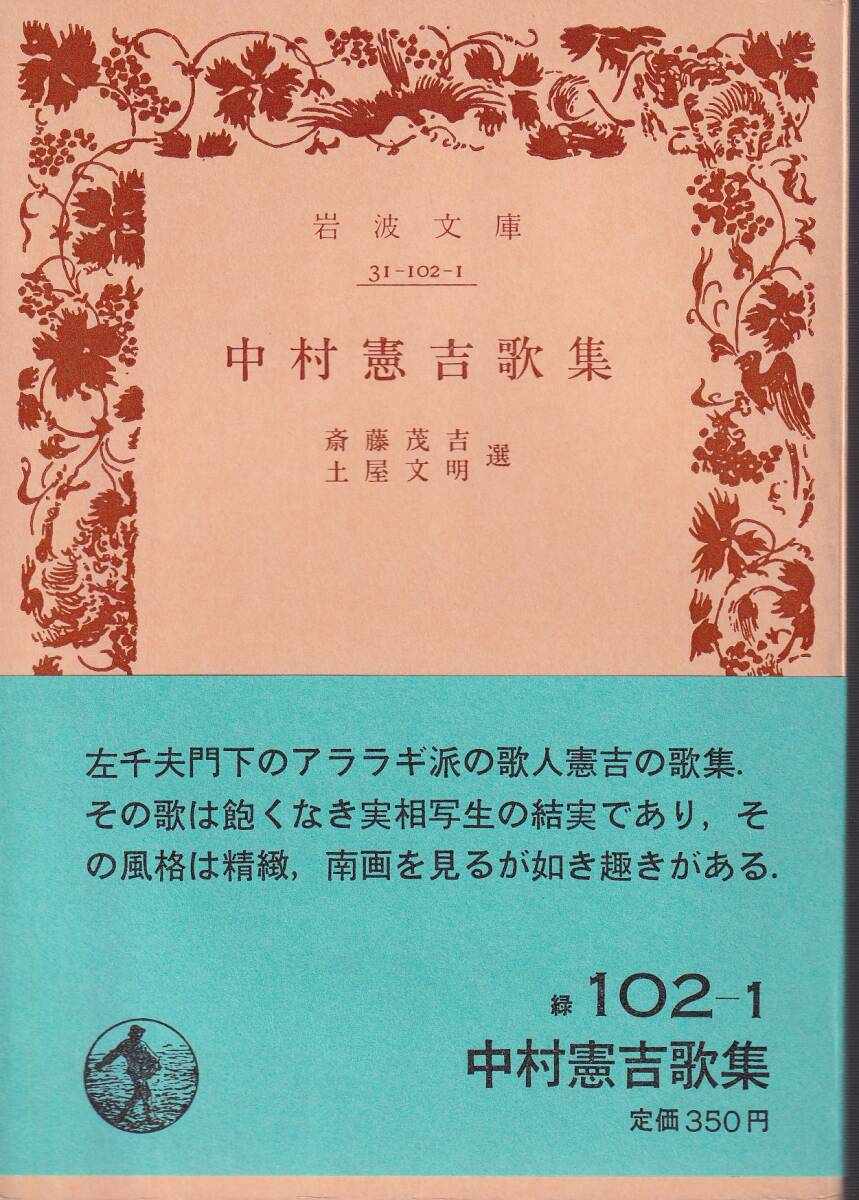 岩波文庫
31-102-1
中村憲吉歌集
斎藤茂吉
土屋文明
選
左千夫門下のアララギ派の歌人憲吉の歌集.
その歌は飽くなき実相写生の結実であり, そ
の風格は精緻, 南画を見るが如き趣きがある.
緑 102-1
中村憲吉歌集
定価350円